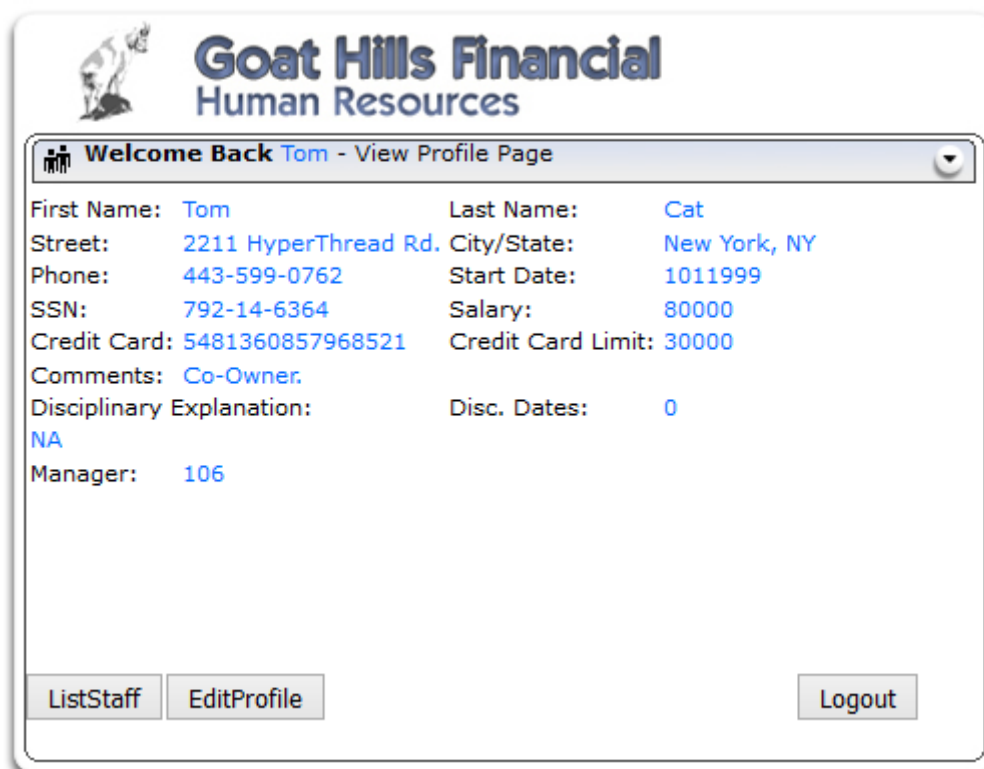 Goat Hills Financial
Human Resources
Welcome Back Tom - View Profile Page
First Name: Tom Last Name: Cat
Street: 2211 HyperThread Rd. City/State: New York, NY
Phone: 443-599-0762 Start Date: 1011999
SSN: 792-14-6364 Salary: 80000
Credit Card: 5481360857968521 Credit Card Limit: 30000
Comments: Co-Owner.
Disciplinary Explanation: Disc. Dates: 0
NA
Manager: 106
ListStaff EditProfile Logout